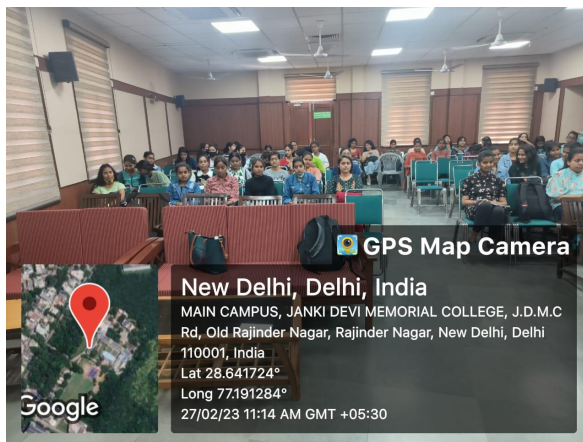 GPS Map Camera
New Delhi, Delhi, India
MAIN CAMPUS, JANKI DEVI MEMORIAL COLLEGE, J.D.M.C
Rd, Old Rajinder Nagar, Rajinder Nagar, New Delhi, Delhi
110001, India
Lat 28.641724°
Long 77.191284°
27/02/23 11:14 AM GMT +05:30
Google